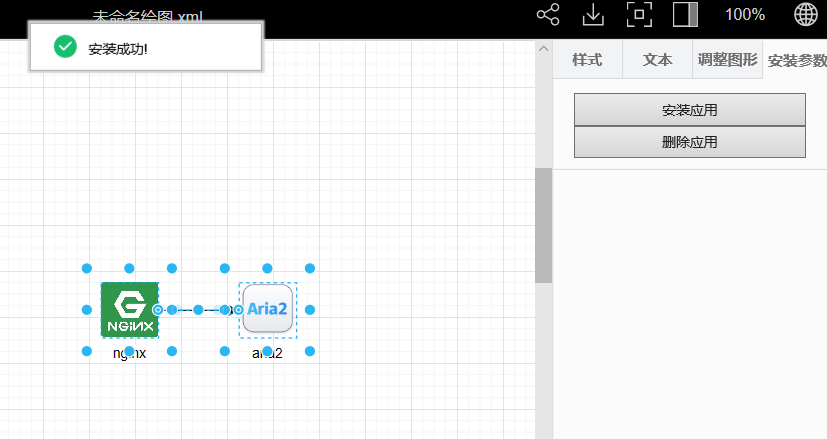 未命名绘图.xml
100%
安装成功!
样式 文本 调整图形 安装参数
安装应用
删除应用
NGiNX
Aria2
nginx
aria2